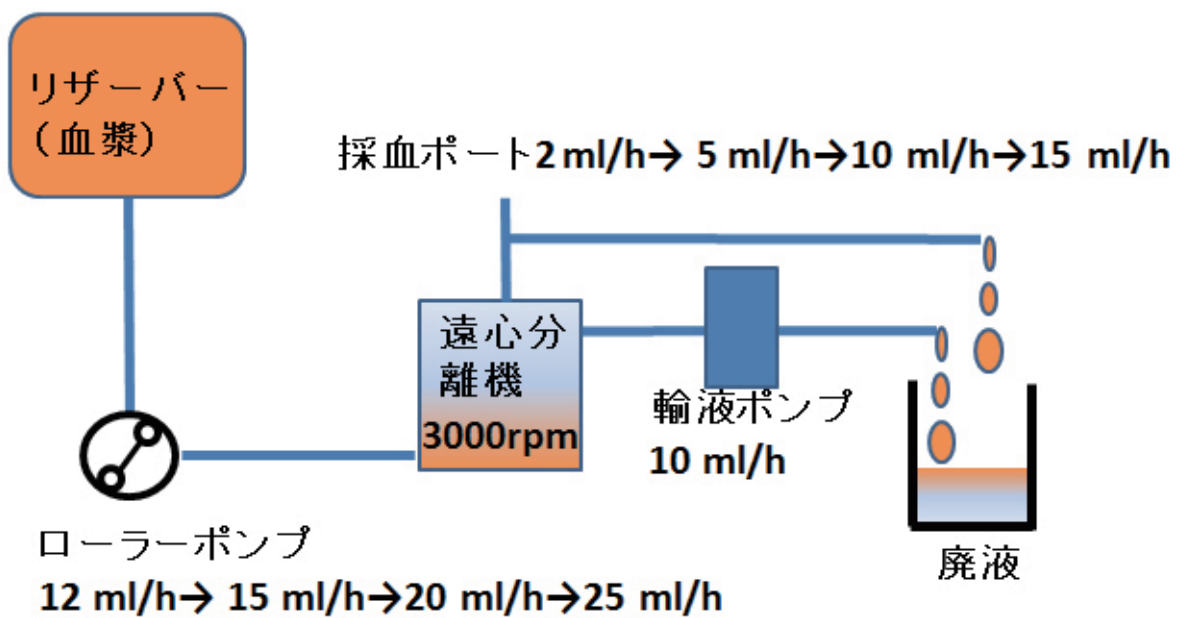 リザーバー
(血漿)
採血ポート2 ml/h→ 5 ml/h→10 ml/h→15 ml/h
遠心分
離機
3000rpm
輸液ポンプ
10 ml/h
ローラーポンプ
12 ml/h→ 15 ml/h→20 ml/h→25 ml/h
廃液